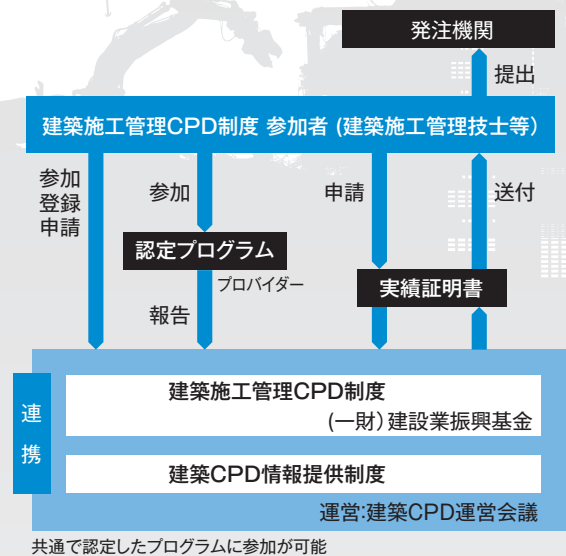 発注機関
提出
建築施工管理CPD制度 参加者 (建築施工管理技士等)
参加
登録
申請
参加
申請
送付
認定プログラム
プロバイダー
実績証明書
報告
連
携
建築施工管理CPD制度
(一財)建設業振興基金
建築CPD情報提供制度
運営:建築CPD運営会議
共通で認定したプログラムに参加が可能